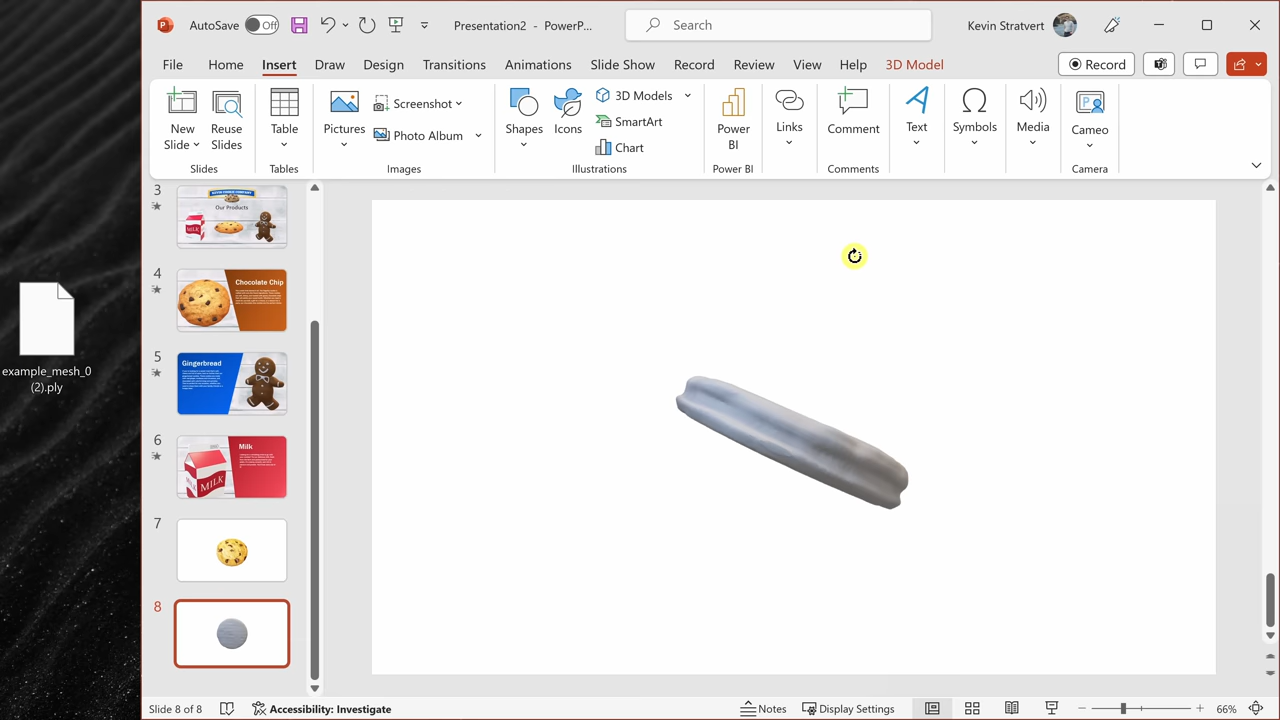 AutoSave Off
Presentation2 - PowerP...
Search
Kevin Stratvert
File Home Insert Draw Design Transitions Animations Slide Show Record Review View Help 3D Model
Record
New Slide
Reuse Slides
Slides
Table
Tables
Pictures
Screenshot
Photo Album
Images
Shapes
Icons
3D Models
SmartArt
Chart
Illustrations
Power BI
Power BI
Links
Comment
Comments
Text
Symbols
Media
Cameo
Camera
example_mesh_0
(2).ply
3
Our Products
MILK
4
Chocolate Chip
5
Gingerbread
6
Milk
MILK
7
8
Slide 8 of 8
Accessibility: Investigate
Notes
Display Settings
66%